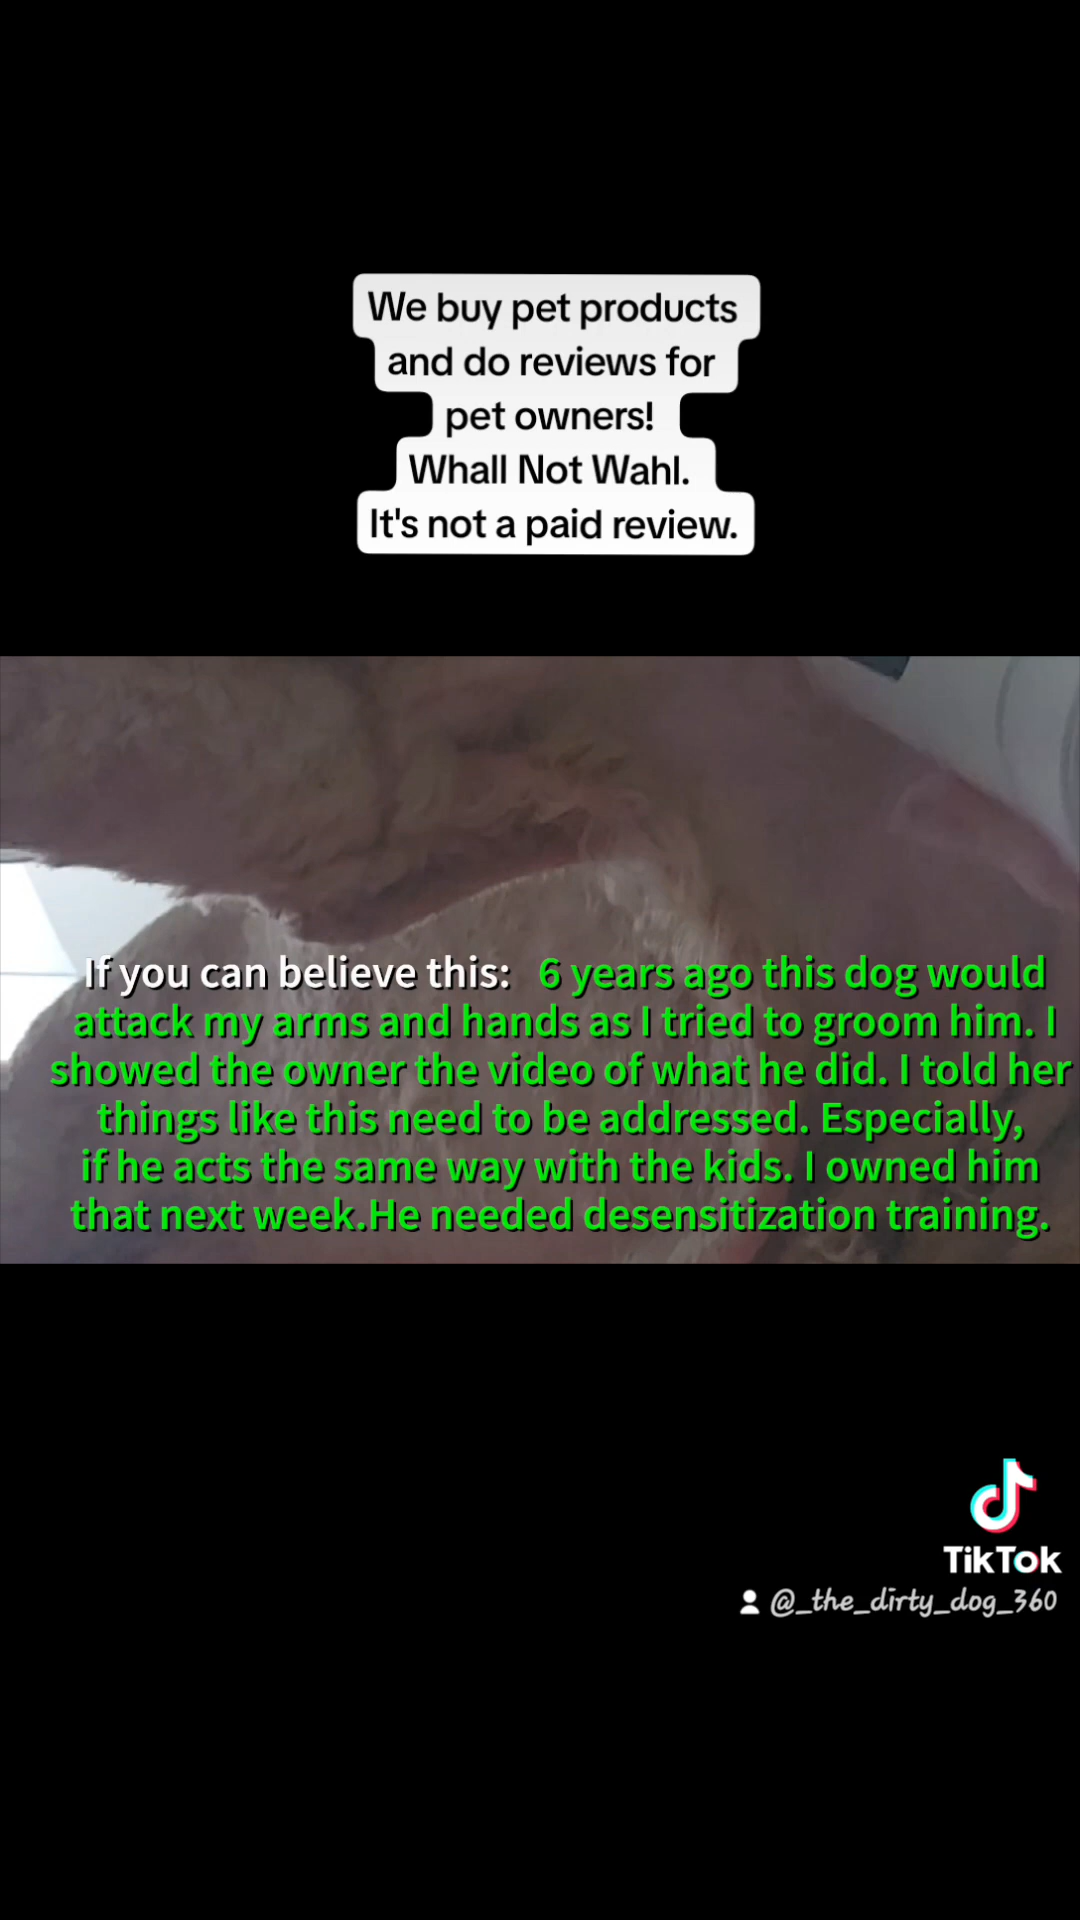 We buy pet products
and do reviews for
pet owners!
Whall Not Wahl.
It's not a paid review.
If you can believe this: 6 years ago this dog would
attack my arms and hands as I tried to groom him. I
showed the owner the video of what he did. I told her
things like this need to be addressed. Especially,
if he acts the same way with the kids. I owned him
that next week.He needed desensitization training.
TikTok
@_the_dirty_dog_360